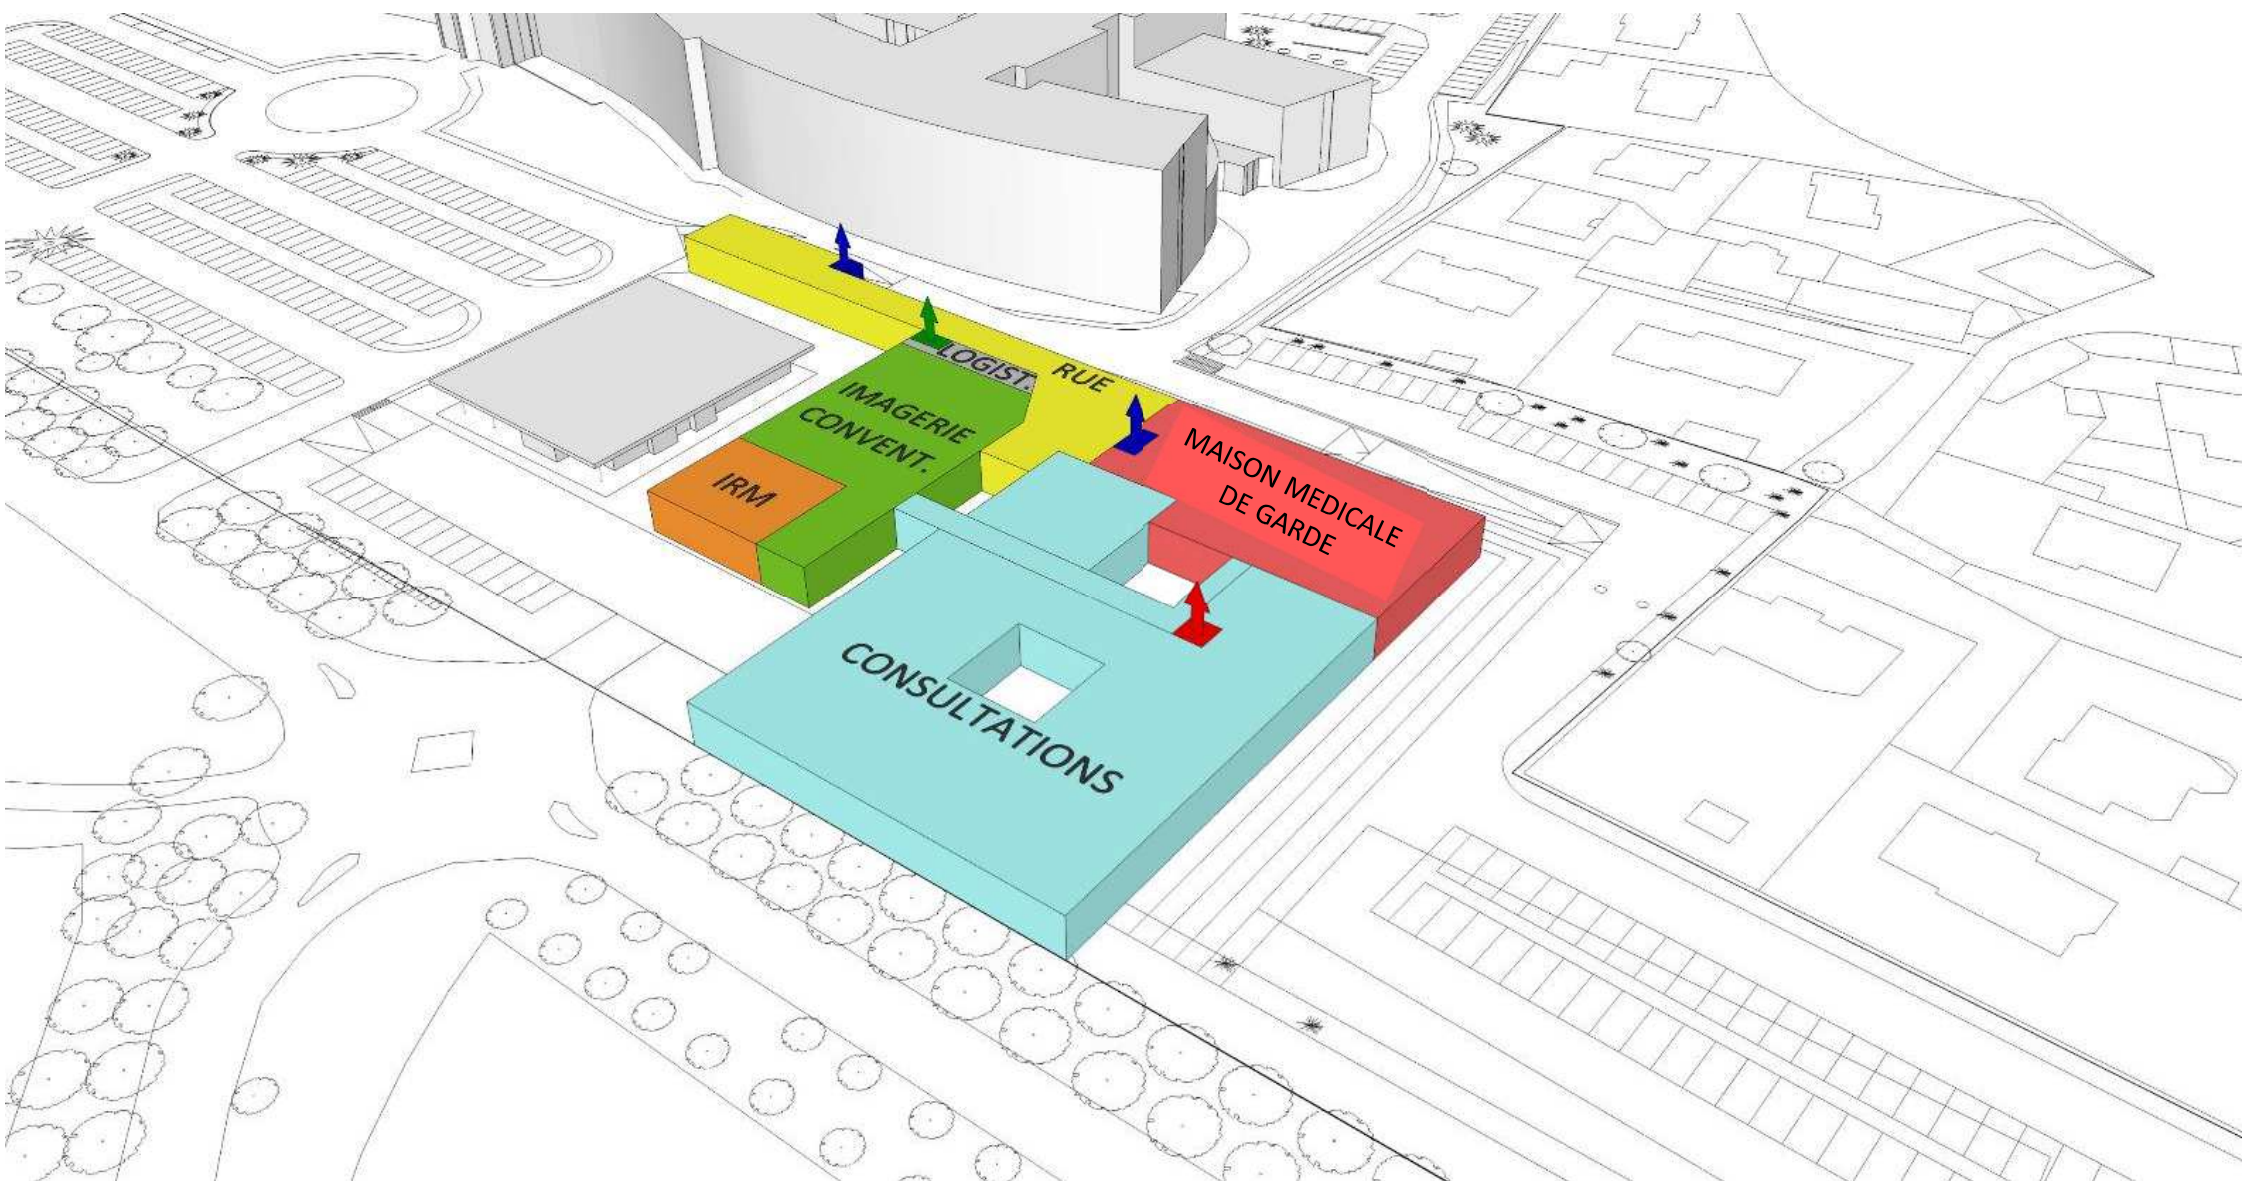 LOGIST.
RUE
IMAGERIE
CONVENT.
IRM
MAISON MEDICALE
DE GARDE
CONSULTATIONS